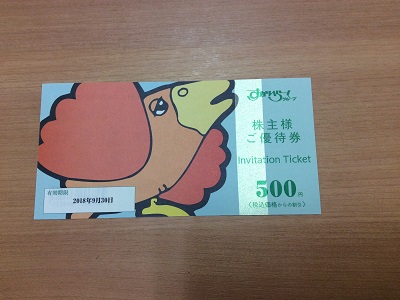 すかいらーく
グループ
株主様
ご優待券
Invitation Ticket
500円
(税込価格からの割引)
有効期限
2018年9月30日